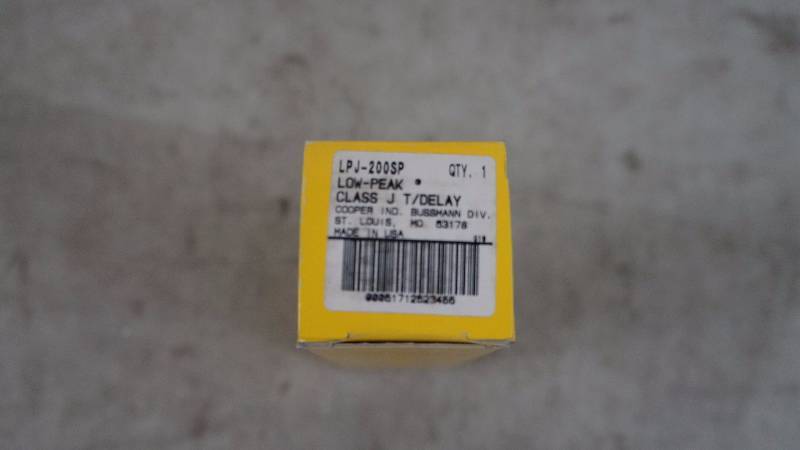 LPJ-200SP QTY. 1
LOW-PEAK ®
CLASS J T/DELAY
COOPER IND. BUSSMANN DIV.
ST. LOUIS, MO 63178
MADE IN USA